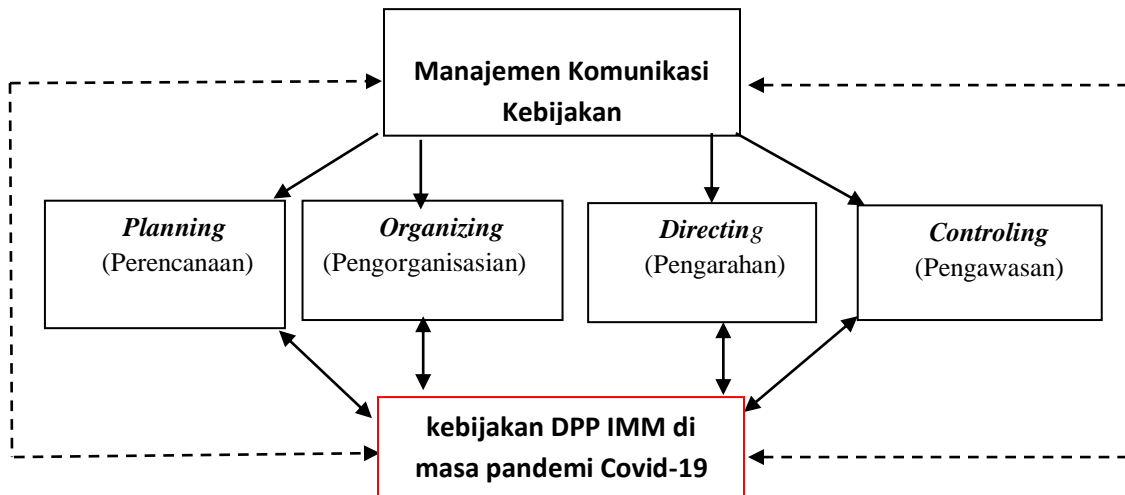 Manajemen Komunikasi
Kebijakan
Planning
(Perencanaan)
Organizing
(Pengorganisasian)
Directing
(Pengarahan)
Controling
(Pengawasan)
kebijakan DPP IMM di
masa pandemi Covid-19